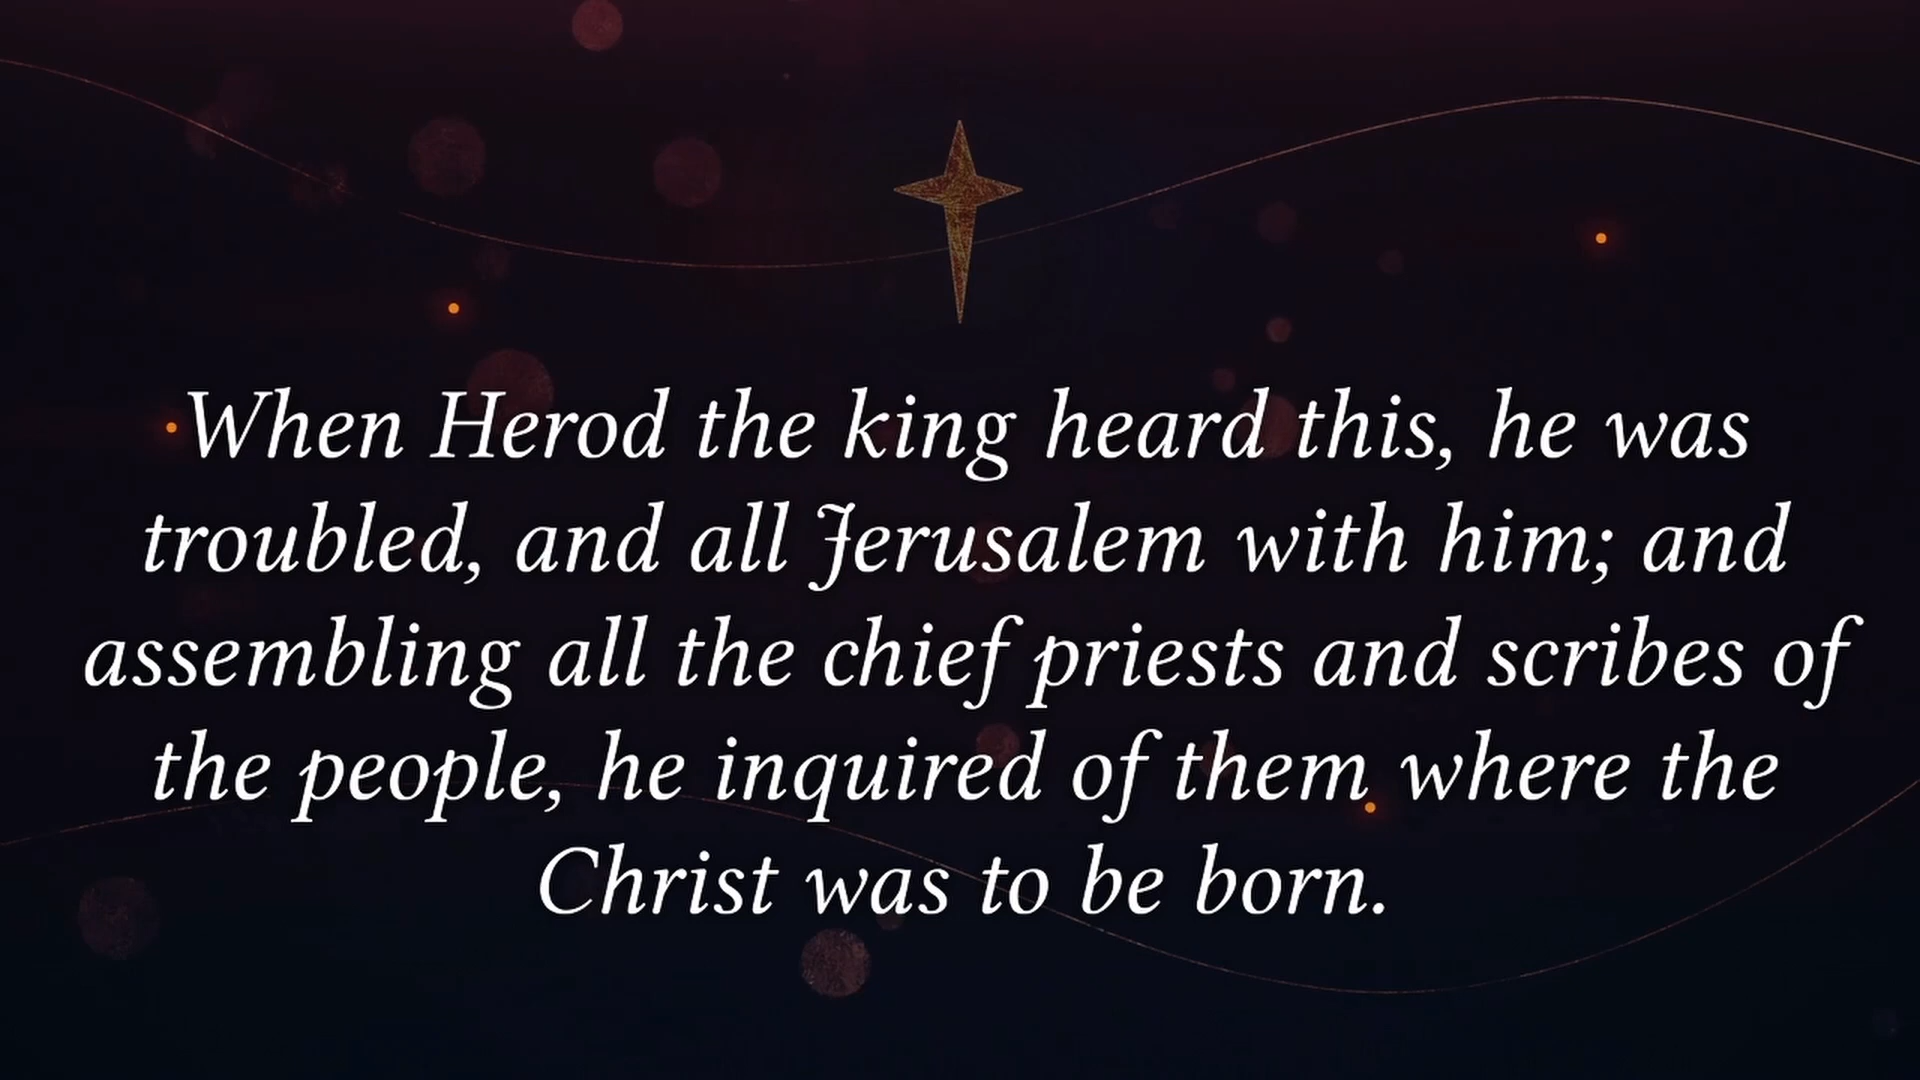 When Herod the king heard this, he was
troubled, and all Jerusalem with him; and
assembling all the chief priests and scribes of
the people, he inquired of them where the
Christ was to be born.